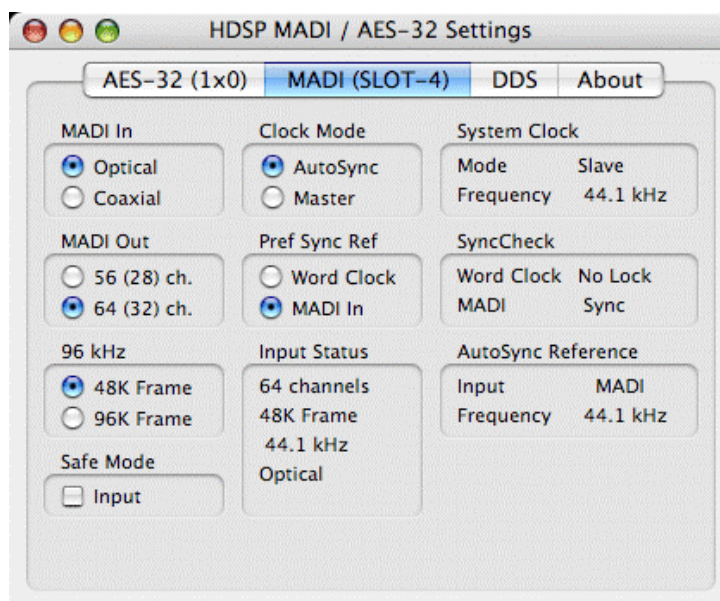 HDSP MADI / AES-32 Settings
AES-32 (1x0) MADI (SLOT-4) DDS About
MADI In
Optical
Coaxial
Clock Mode
AutoSync
Master
System Clock
Mode Slave
Frequency 44.1 kHz
MADI Out
56 (28) ch.
64 (32) ch.
Pref Sync Ref
Word Clock
MADI In
SyncCheck
Word Clock No Lock
MADI Sync
96 kHz
48K Frame
96K Frame
Input Status
64 channels
48K Frame
44.1 kHz
Optical
AutoSync Reference
Input MADI
Frequency 44.1 kHz
Safe Mode
Input